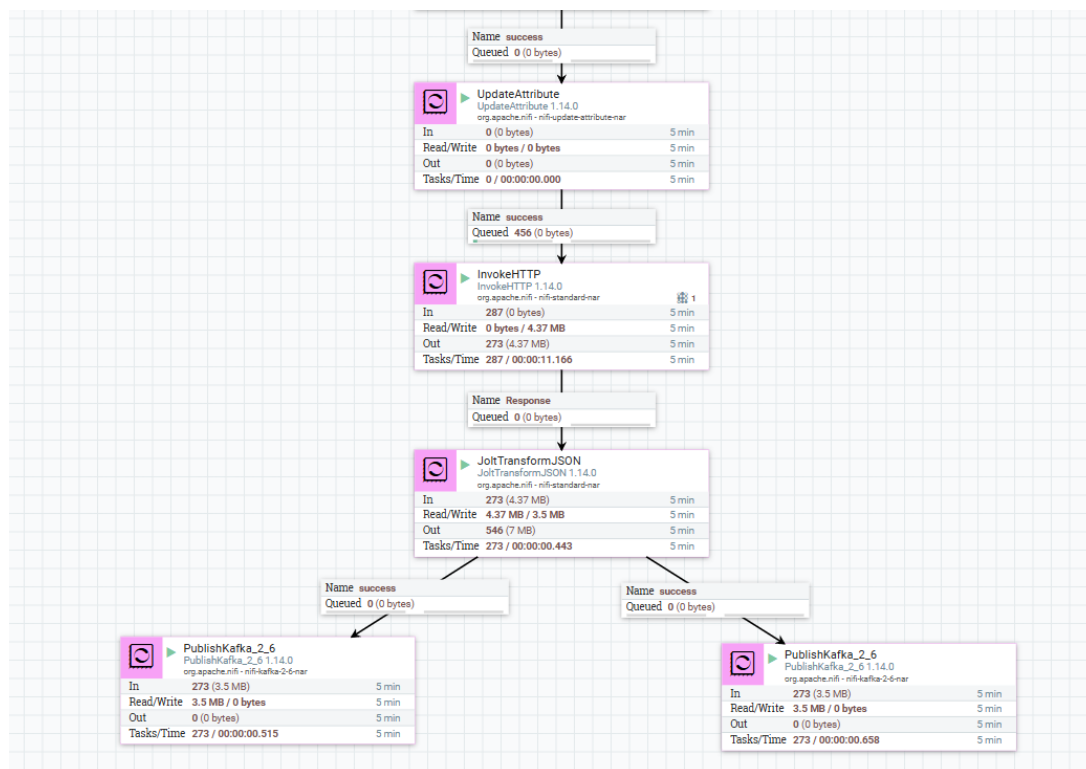 Name success
Queued 0 (0 bytes)
UpdateAttribute
UpdateAttribute 1.14.0
org.apache.nifi - nifi-update-attribute-nar
In 0 (0 bytes) 5 min
Read/Write 0 bytes / 0 bytes 5 min
Out 0 (0 bytes) 5 min
Tasks/Time 0 / 00:00:00.000 5 min
Name success
Queued 456 (0 bytes)
InvokeHTTP
InvokeHTTP 1.14.0
org.apache.nifi - nifi-standard-nar
1
In 287 (0 bytes) 5 min
Read/Write 0 bytes / 4.37 MB 5 min
Out 273 (4.37 MB) 5 min
Tasks/Time 287 / 00:00:11.166 5 min
Name Response
Queued 0 (0 bytes)
JoltTransformJSON
JoltTransformJSON 1.14.0
org.apache.nifi - nifi-standard-nar
In 273 (4.37 MB) 5 min
Read/Write 4.37 MB / 3.5 MB 5 min
Out 546 (7 MB) 5 min
Tasks/Time 273 / 00:00:00.443 5 min
Name success
Queued 0 (0 bytes)
Name success
Queued 0 (0 bytes)
PublishKafka_2_6
PublishKafka_2_6 1.14.0
org.apache.nifi - nifi-kafka-2-6-nar
In 273 (3.5 MB) 5 min
Read/Write 3.5 MB / 0 bytes 5 min
Out 0 (0 bytes) 5 min
Tasks/Time 273 / 00:00:00.515 5 min
PublishKafka_2_6
PublishKafka_2_6 1.14.0
org.apache.nifi - nifi-kafka-2-6-nar
In 273 (3.5 MB) 5 min
Read/Write 3.5 MB / 0 bytes 5 min
Out 0 (0 bytes) 5 min
Tasks/Time 273 / 00:00:00.658 5 min